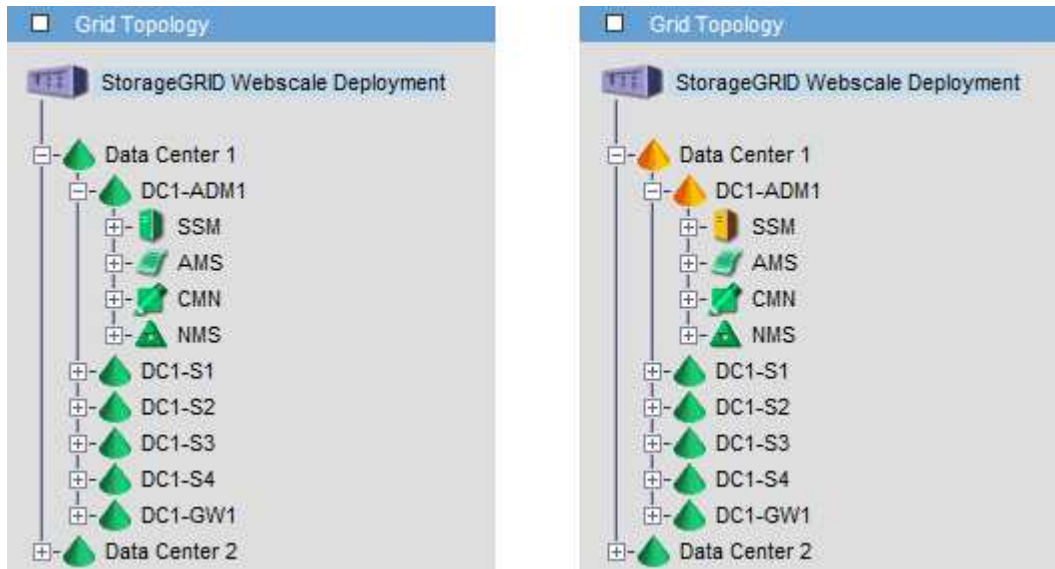 Grid Topology
StorageGRID Webscale Deployment
Data Center 1
DC1-ADM1
SSM
AMS
CMN
NMS
DC1-S1
DC1-S2
DC1-S3
DC1-S4
DC1-GW1
Data Center 2
Grid Topology
StorageGRID Webscale Deployment
Data Center 1
DC1-ADM1
SSM
AMS
CMN
NMS
DC1-S1
DC1-S2
DC1-S3
DC1-S4
DC1-GW1
Data Center 2